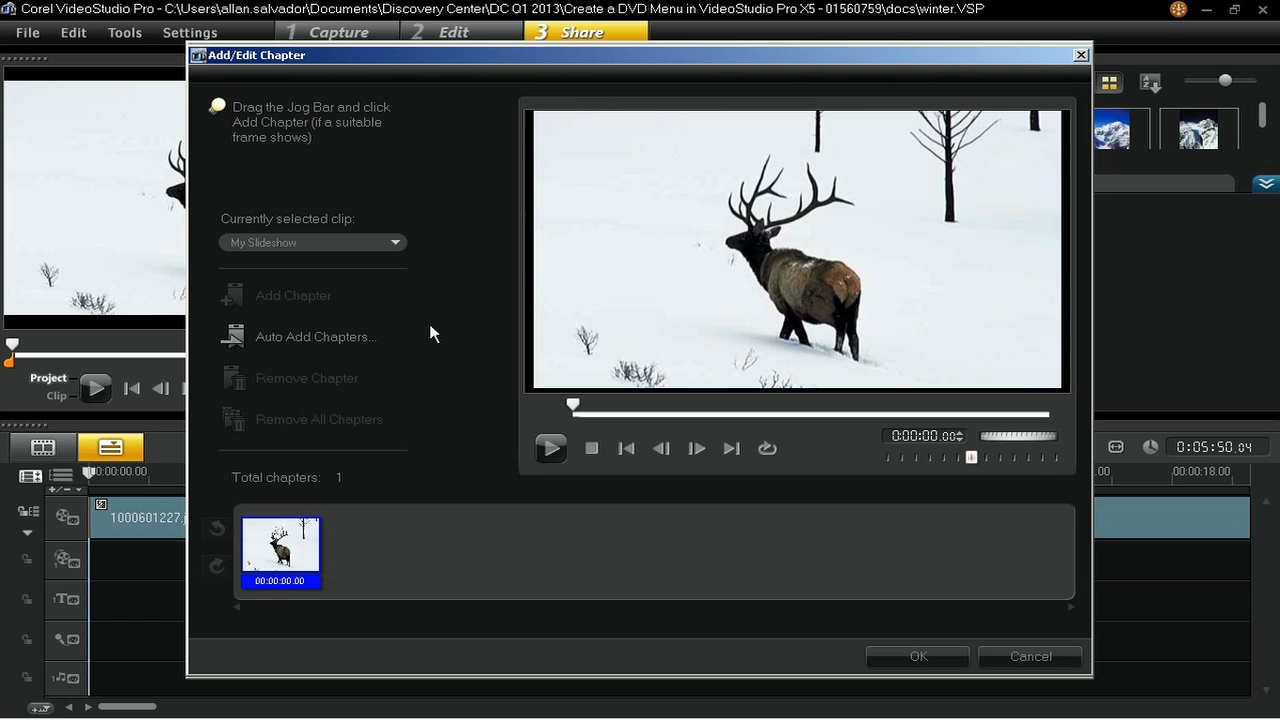 Corel VideoStudio Pro - C:\Users\allan.salvador\Documents\Discovery Center\DC Q1 2013\Create a DVD Menu in VideoStudio Pro X5 - 01560759\docs\winter.VSP
File Edit Tools Settings 1 Capture 2 Edit 3 Share
Add/Edit Chapter
Drag the Jog Bar and click
Add Chapter (if a suitable
frame shows)
Currently selected clip:
My Slideshow
Add Chapter
Auto Add Chapters...
Remove Chapter
Remove All Chapters
Project
Clip
0:00:00.00
Total chapters: 1
0:05:50.04
00:00:00.00
.00
00:00:18.00
1000601227.j
00:00:00.00
OK Cancel